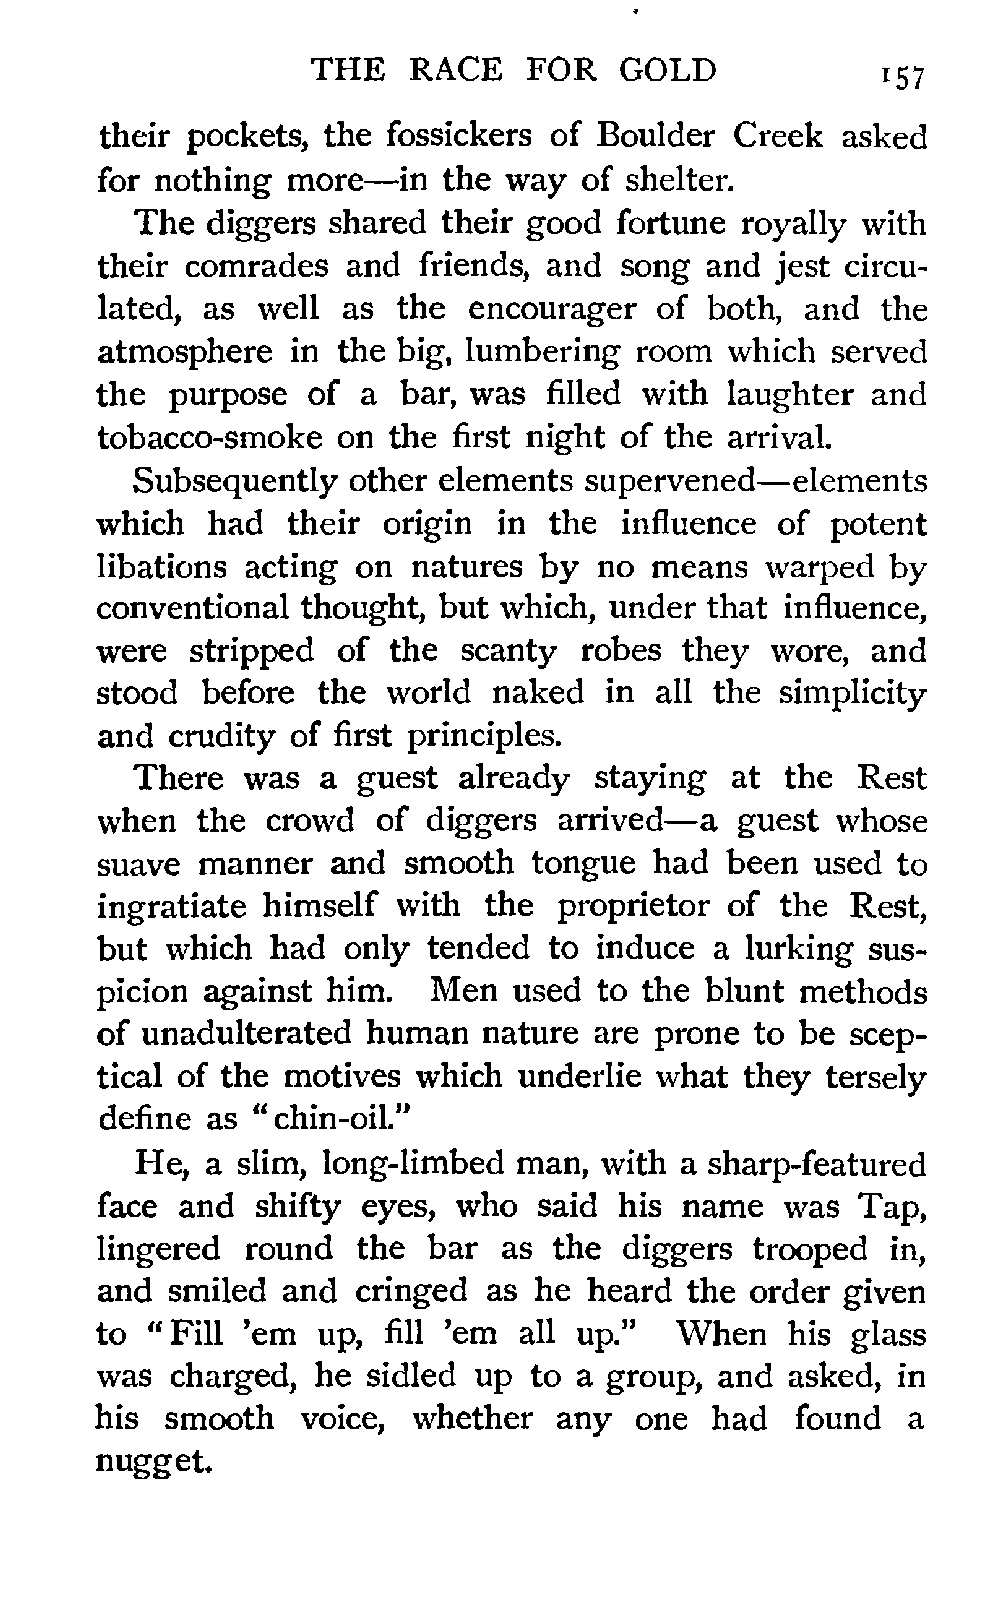 THE RACE FOR GOLD 157
their pockets, the fossickers of Boulder Creek asked
for nothing more—in the way of shelter.
The diggers shared their good fortune royally with
their comrades and friends, and song and jest circu-
lated, as well as the encourager of both, and the
atmosphere in the big, lumbering room which served
the purpose of a bar, was filled with laughter and
tobacco-smoke on the first night of the arrival.
Subsequently other elements supervened—elements
which had their origin in the influence of potent
libations acting on natures by no means warped by
conventional thought, but which, under that influence,
were stripped of the scanty robes they wore, and
stood before the world naked in all the simplicity
and crudity of first principles.
There was a guest already staying at the Rest
when the crowd of diggers arrived—a guest whose
suave manner and smooth tongue had been used to
ingratiate himself with the proprietor of the Rest,
but which had only tended to induce a lurking sus-
picion against him. Men used to the blunt methods
of unadulterated human nature are prone to be scep-
tical of the motives which underlie what they tersely
define as "chin-oil."
He, a slim, long-limbed man, with a sharp-featured
face and shifty eyes, who said his name was Tap,
lingered round the bar as the diggers trooped in,
and smiled and cringed as he heard the order given
to "Fill 'em up, fill 'em all up." When his glass
was charged, he sidled up to a group, and asked, in
his smooth voice, whether any one had found a
nugget.